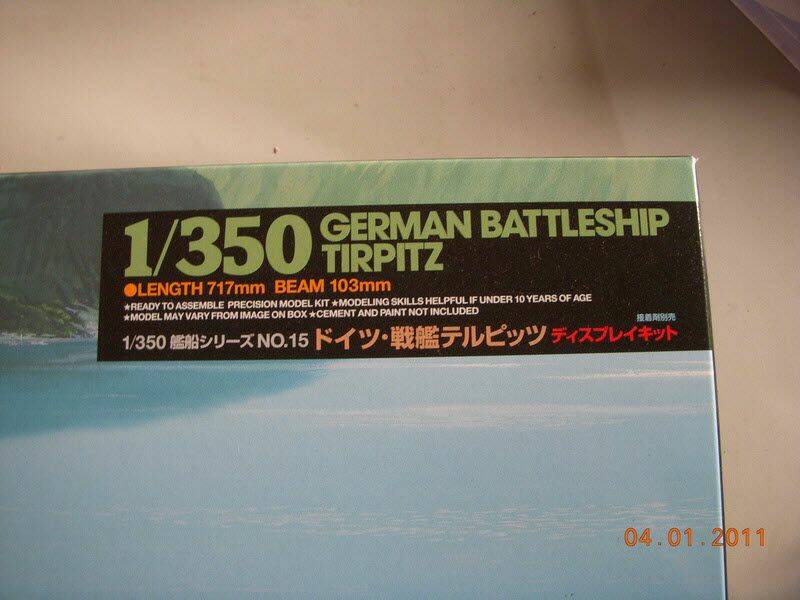 1/350 GERMAN BATTLESHIP
TIRPITZ
●LENGTH 717mm BEAM 103mm
★READY TO ASSEMBLE PRECISION MODEL KIT ★MODELING SKILLS HELPFUL IF UNDER 10 YEARS OF AGE
★MODEL MAY VARY FROM IMAGE ON BOX ★CEMENT AND PAINT NOT INCLUDED
接着剤別売
1/350 艦船シリーズ NO.15 ドイツ・戦艦テルピッツ ディスプレイキット
04.01.2011